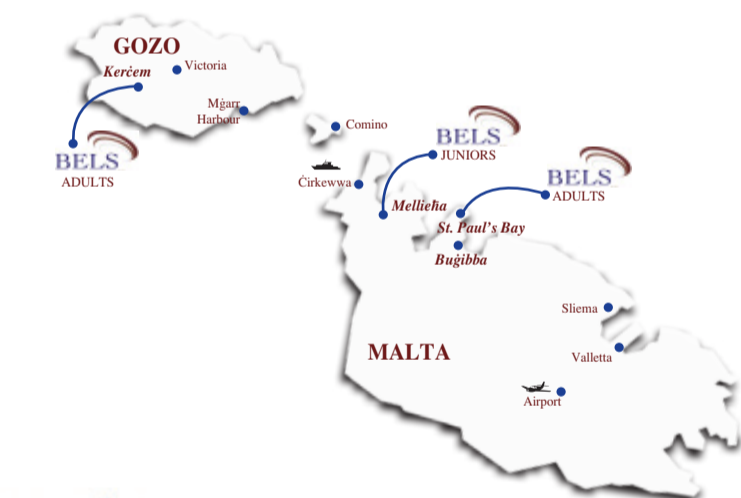 GOZO
Kerċem
Victoria
Mġarr
Harbour
BELS
ADULTS
Comino
BELS
JUNIORS
Ċirkewwa
Mellieħa
BELS
ADULTS
St. Paul's Bay
Buġibba
Sliema
MALTA
Valletta
Airport